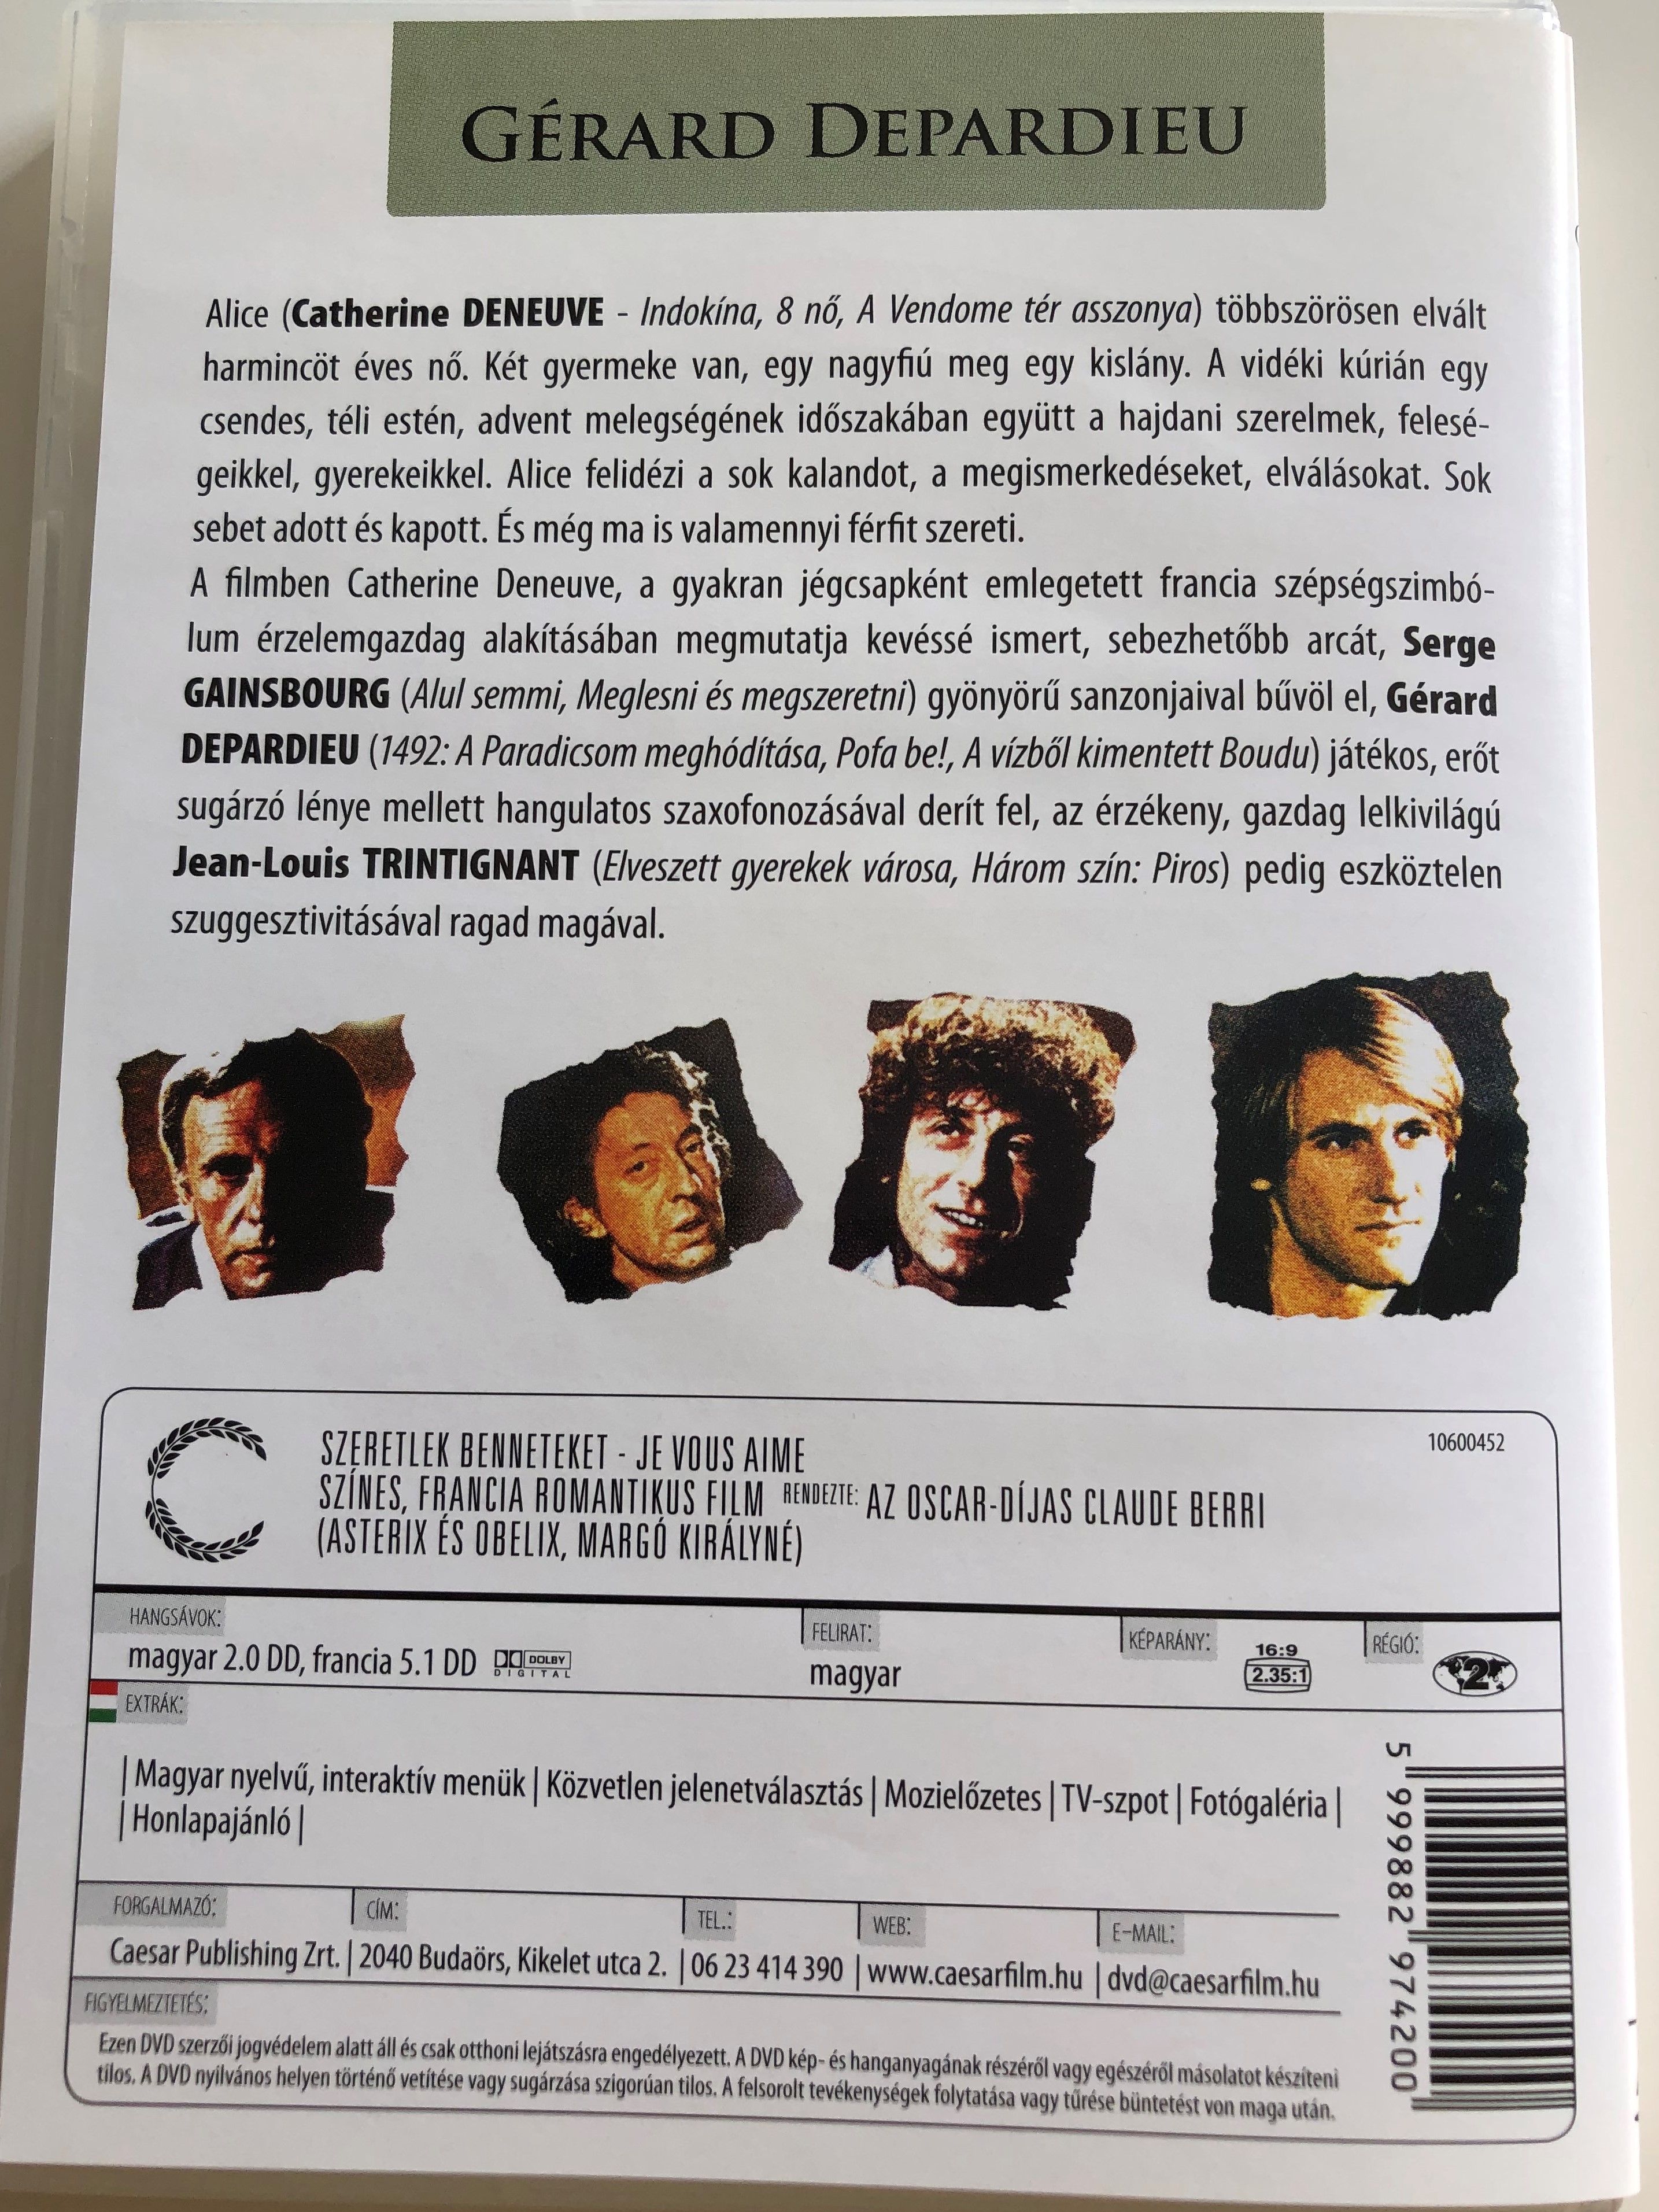 GÉRARD DEPARDIEU
Alice (Catherine DENEUVE - Indokína, 8 nő, A Vendome tér asszonya) többszörösen elvált
harmincöt éves nő. Két gyermeke van, egy nagyfiú meg egy kislány. A vidéki kúrián egy
csendes, téli estén, advent melegségének időszakában együtt a hajdani szerelmek, feleségeikkel-
geikkel, gyerekeikkel. Alice felidézi a sok kalandot, a megismerkedéseket, elválásokat. Sok
sebet adott és kapott. És még ma is valamennyi férfit szereti.
A filmben Catherine Deneuve, a gyakran jégcsapként emlegetett francia szépségszimbó-
lum érzelemgazdag alakításában megmutatja kevéssé ismert, sebezhetőbb arcát, Serge
GAINSBOURG (Alul semmi, Meglesni és megszeretni) gyönyörű sanzonjaival bűvöl el, Gérard
DEPARDIEU (1492: A Paradicsom meghódítása, Pofa be!, A vízből kimentett Boudu) játékos, erőt
sugárzó lénye mellett hangulatos szaxofonozásával derít fel, az érzékeny, gazdag lelkivilágú
Jean-Louis TRINTIGNANT (Elveszett gyerekek városa, Három szín: Piros) pedig eszköztelen
szuggesztivitásával ragad magával.
SZERETLEK BENNETEKET - JE VOUS AIME
10600452
SZÍNES, FRANCIA ROMANTIKUS FILM RENDEZTE: AZ OSCAR-DÍJAS CLAUDE BERRI
(ASTERIX ÉS OBELIX, MARGÓ KIRÁLYNÉ)
HANGSÁVOK:
magyar 2.0 DD, francia 5.1 DD DOLBY DIGITAL
FELIRAT:
magyar
KÉPARÁNY:
16:9
2.35:1
RÉGIÓ:
2
EXTRÁK:
| Magyar nyelvű, interaktív menük | Közvetlen jelenetválasztás | Mozielőzetes | TV-szpot | Fotógaléria |
| Honlapajánló |
FORGALMAZÓ: CÍM: TEL.: WEB: E-MAIL:
Caesar Publishing Zrt. | 2040 Budaörs, Kikelet utca 2. | 06 23 414 390 | www.caesarfilm.hu | dvd@caesarfilm.hu
FIGYELMEZTETÉS:
Ezen DVD szerzői jogvédelem alatt áll és csak otthoni lejátszásra engedélyezett. A DVD kép- és hanganyagának részéről vagy egészéről másolatot készíteni
tilos. A DVD nyilvános helyen történő vetítése vagy sugárzása szigorúan tilos. A felsorolt tevékenységek folytatása vagy tűrése büntetést von maga után.
5 999882 974200